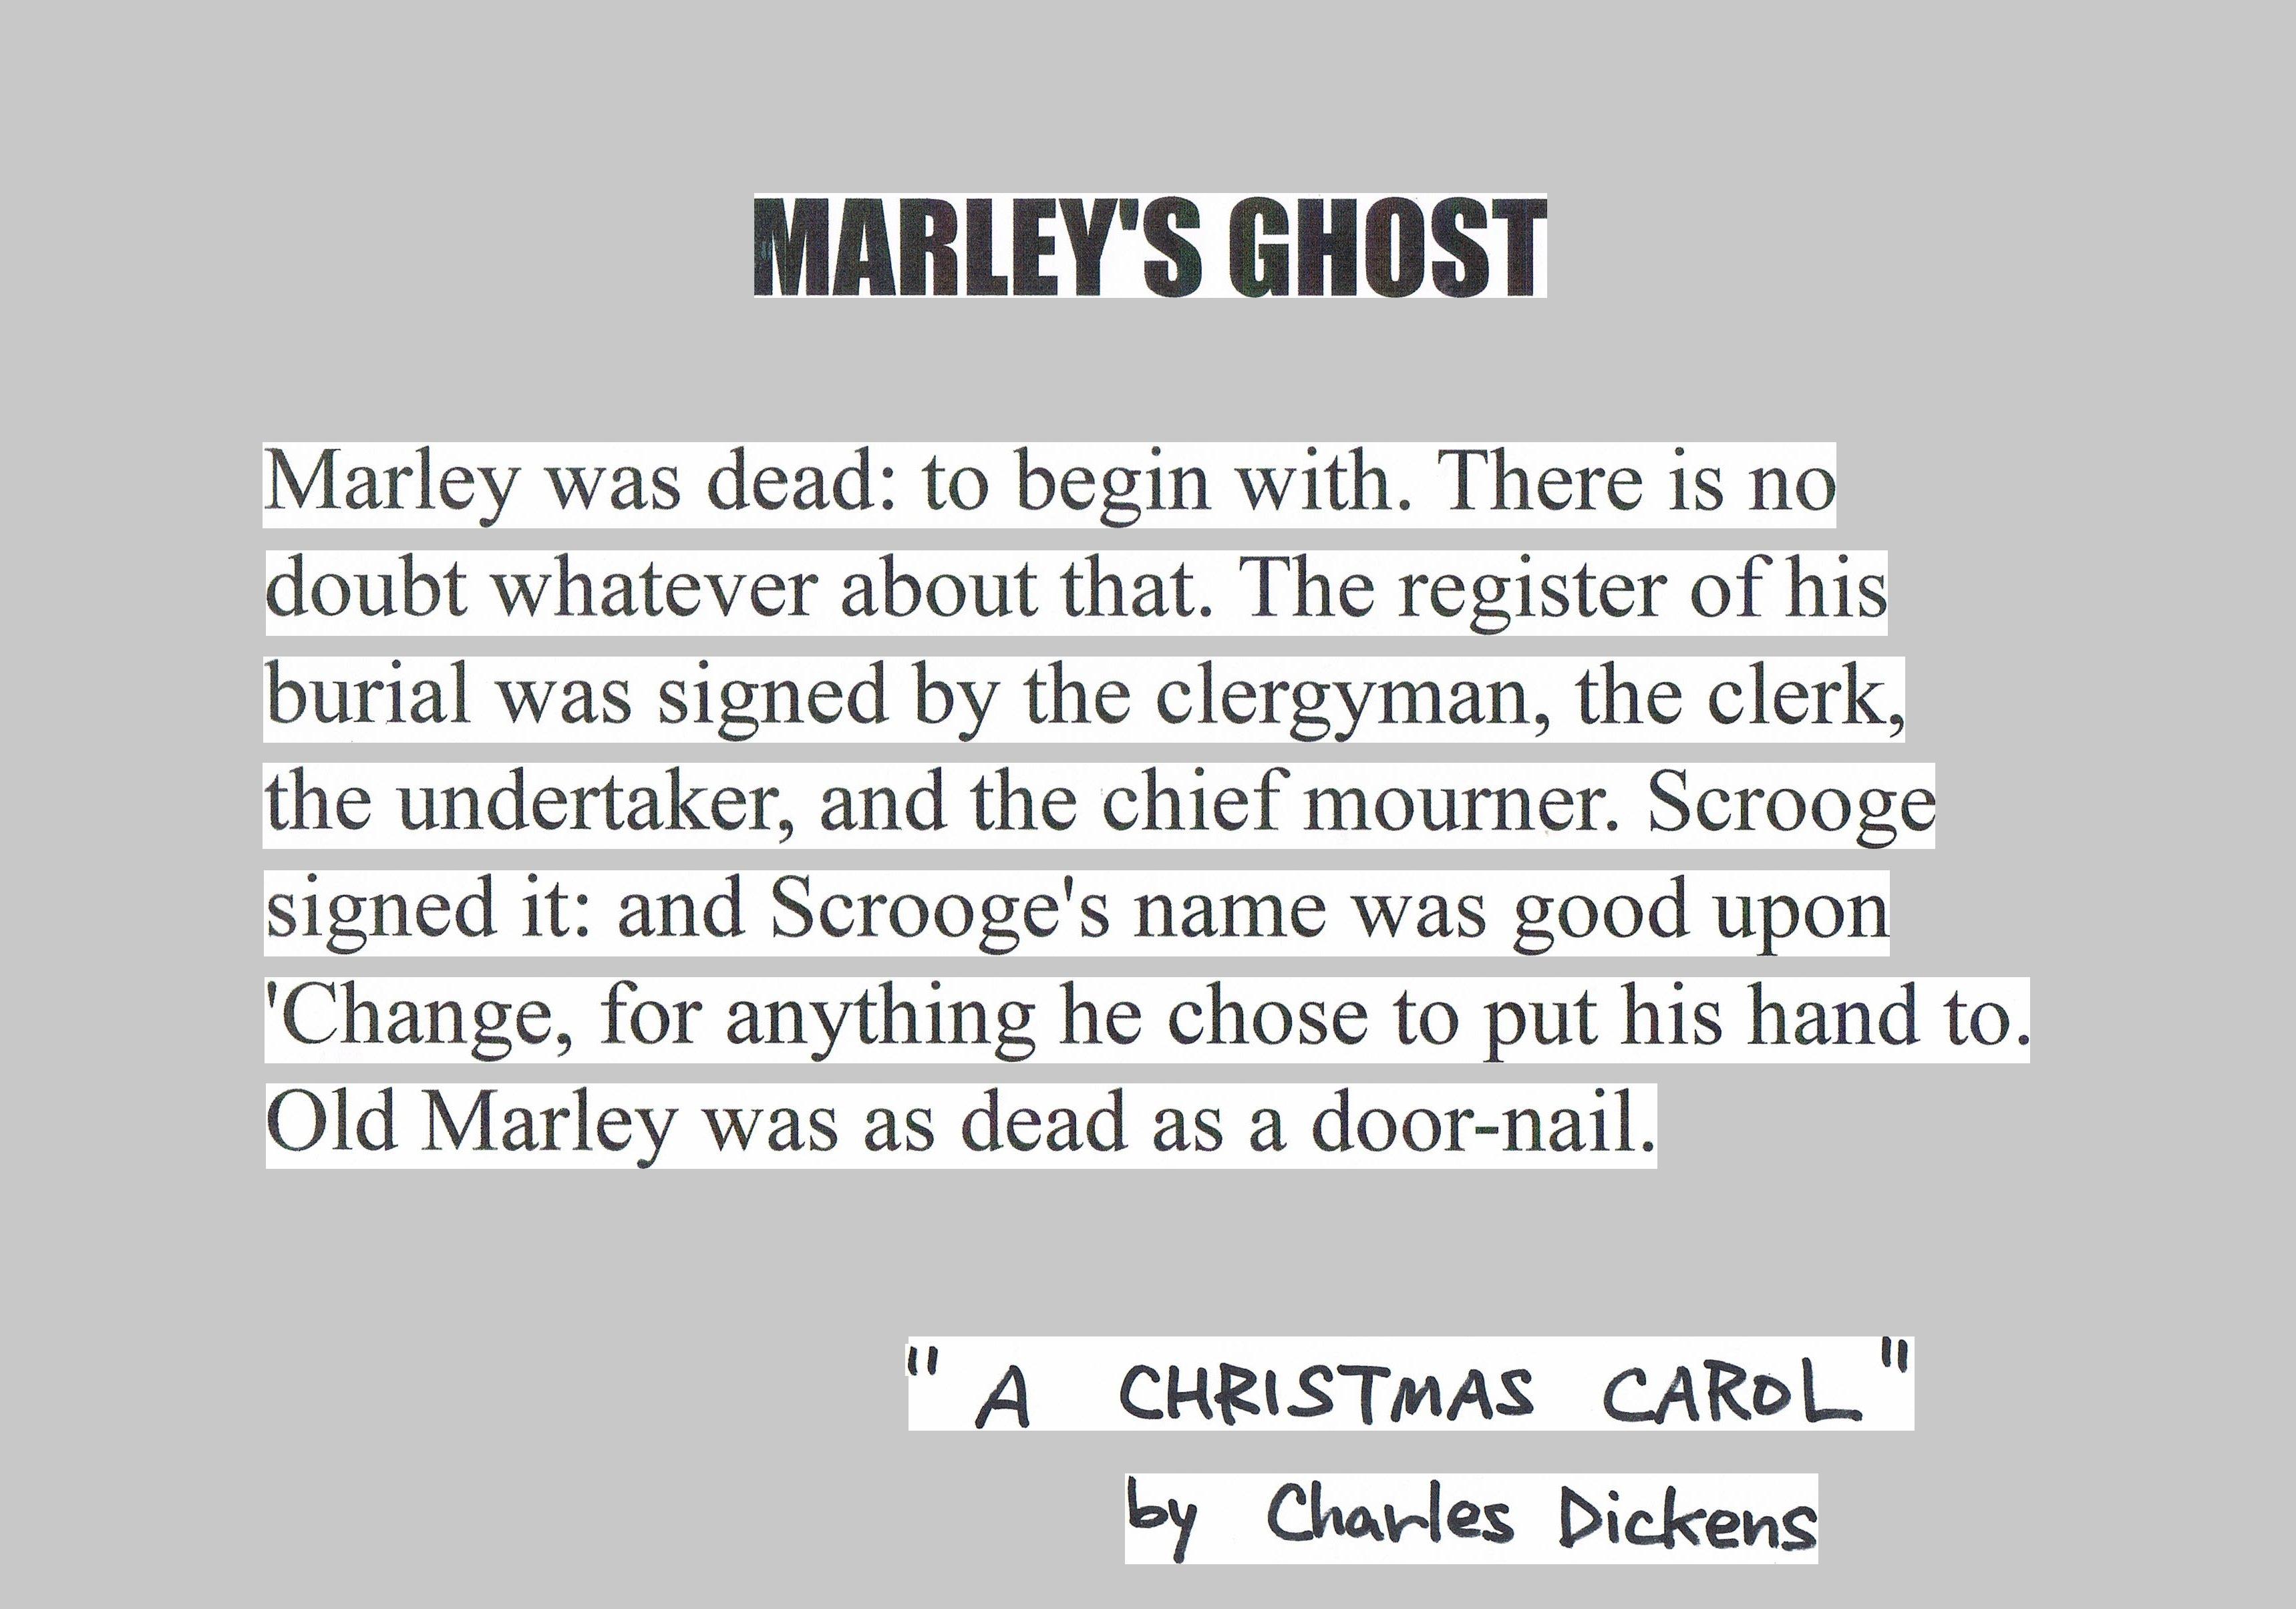 MARLEY'S GHOST
Marley was dead: to begin with. There is no
doubt whatever about that. The register of his
burial was signed by the clergyman, the clerk,
the undertaker, and the chief mourner. Scrooge
signed it: and Scrooge's name was good upon
'Change, for anything he chose to put his hand to.
Old Marley was as dead as a door-nail.
" A CHRISTMAS CAROL "
by Charles Dickens